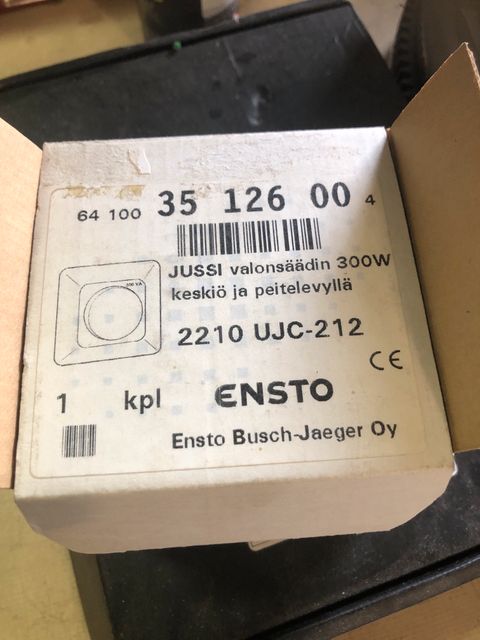 64 100 35 126 00 4
JUSSI valonsäädin 300W
keskiö ja peitelevyllä
2210 UJC-212
CE
1 kpl ENSTO
Ensto Busch-Jaeger Oy